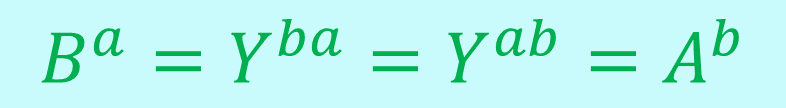 B^a = Y^{ba} = Y^{ab} = A^b